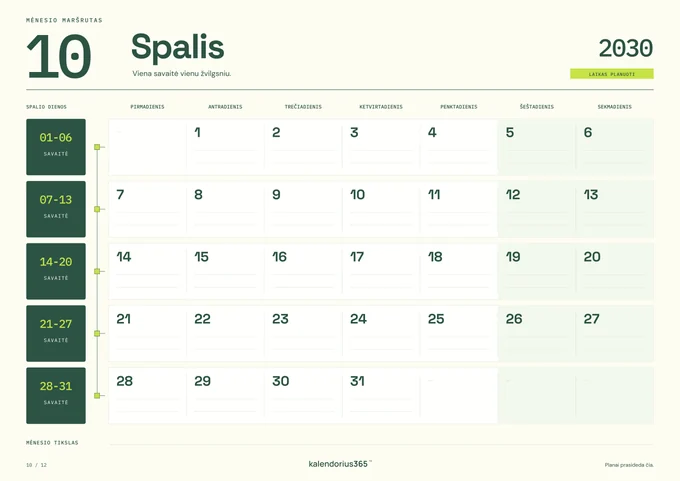 MĖNESIO MARŠRUTAS
10
Spalis
Viena savaitė vienu žvilgsniu.
2030
LAIKAS PLANUOTI
SPALIO DIENOS PIRMADIENIS ANTRADIENIS TREČIADIENIS KETVIRTADIENIS PENKTADIENIS ŠEŠTADIENIS SEKMADIENIS
01-06 SAVAITĖ
1 2 3 4 5 6
07-13 SAVAITĖ
7 8 9 10 11 12 13
14-20 SAVAITĖ
14 15 16 17 18 19 20
21-27 SAVAITĖ
21 22 23 24 25 26 27
28-31 SAVAITĖ
28 29 30 31
MĖNESIO TIKSLAS
10 / 12
kalendorius365™
Planai prasideda čia.